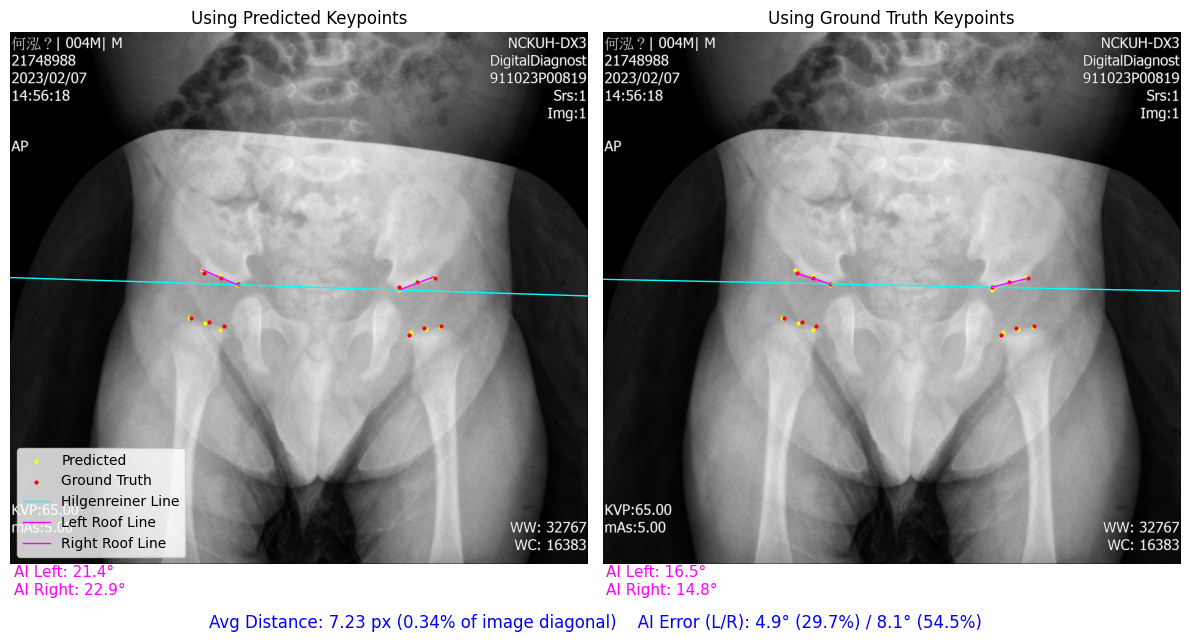 Using Predicted Keypoints
何泓？| 004M| M
21748988
2023/02/07
14:56:18
AP
NCKUH-DX3
DigitalDiagnost
911023P00819
Srs:1
Img:1
Predicted
Ground Truth
Hilgenreiner Line
Left Roof Line
Right Roof Line
KVP:65.00
mAs:5.00
WW: 32767
WC: 16383
AI Left: 21.4°
AI Right: 22.9°
Using Ground Truth Keypoints
何泓？| 004M| M
21748988
2023/02/07
14:56:18
AP
NCKUH-DX3
DigitalDiagnost
911023P00819
Srs:1
Img:1
KVP:65.00
mAs:5.00
WW: 32767
WC: 16383
AI Left: 16.5°
AI Right: 14.8°
Avg Distance: 7.23 px (0.34% of image diagonal)    AI Error (L/R): 4.9° (29.7%) / 8.1° (54.5%)